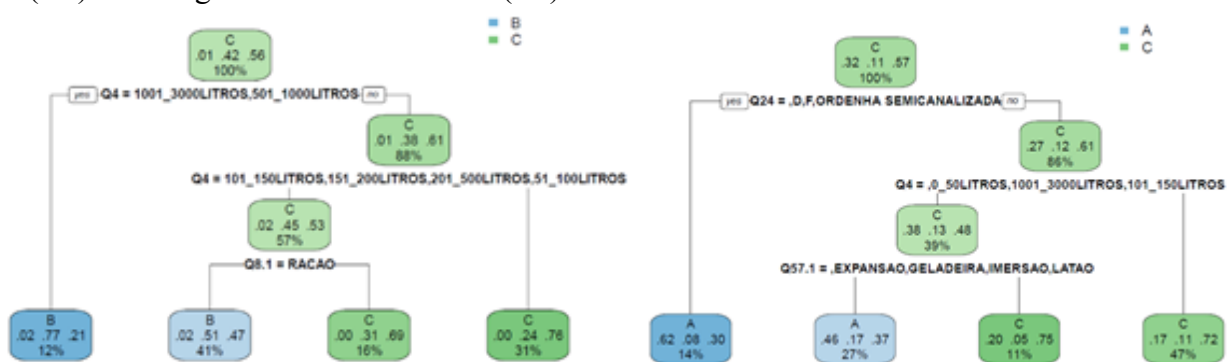 B
C
C
.01 .42 .56
100%
yes Q4 = 1001_3000LITROS,501_1000LITROS no
C
.01 .38 .61
88%
Q4 = 101_150LITROS,151_200LITROS,201_500LITROS,51_100LITROS
C
.02 .45 .53
57%
Q8.1 = RACAO
B
.02 .77 .21
12%
B
.02 .51 .47
41%
C
.00 .31 .69
16%
C
.00 .24 .76
31%
A
C
C
.32 .11 .57
100%
yes Q24 = ,D,F,ORDENHA SEMICANALIZADA no
C
.27 .12 .61
86%
Q4 = ,0_50LITROS,1001_3000LITROS,101_150LITROS
C
.38 .13 .48
39%
Q57.1 = ,EXPANSAO,GELADEIRA,IMERSAO,LATAO
A
.62 .08 .30
14%
A
.46 .17 .37
27%
C
.20 .05 .75
11%
C
.17 .11 .72
47%